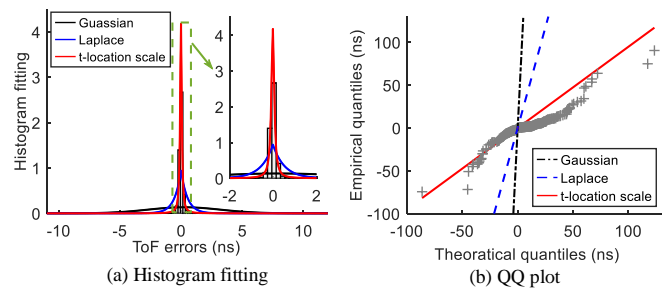 Guassian
Laplace
t-location scale
Histogram fitting
4
3
2
1
0
-10
-5
0
5
10
ToF errors (ns)
4
3
2
1
0
-2
0
2
(a) Histogram fitting
Empirical quantiles (ns)
100
50
0
-50
-100
-100
-50
0
50
100
Theoratical quantiles (ns)
Gaussian
Laplace
t-location scale
(b) QQ plot